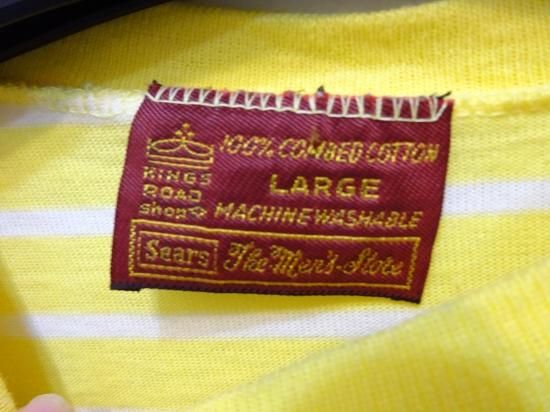 100% COMBED COTTON
LARGE
MACHINE WASHABLE
KINGS
ROAD
Shop
Sears The Men's-Store